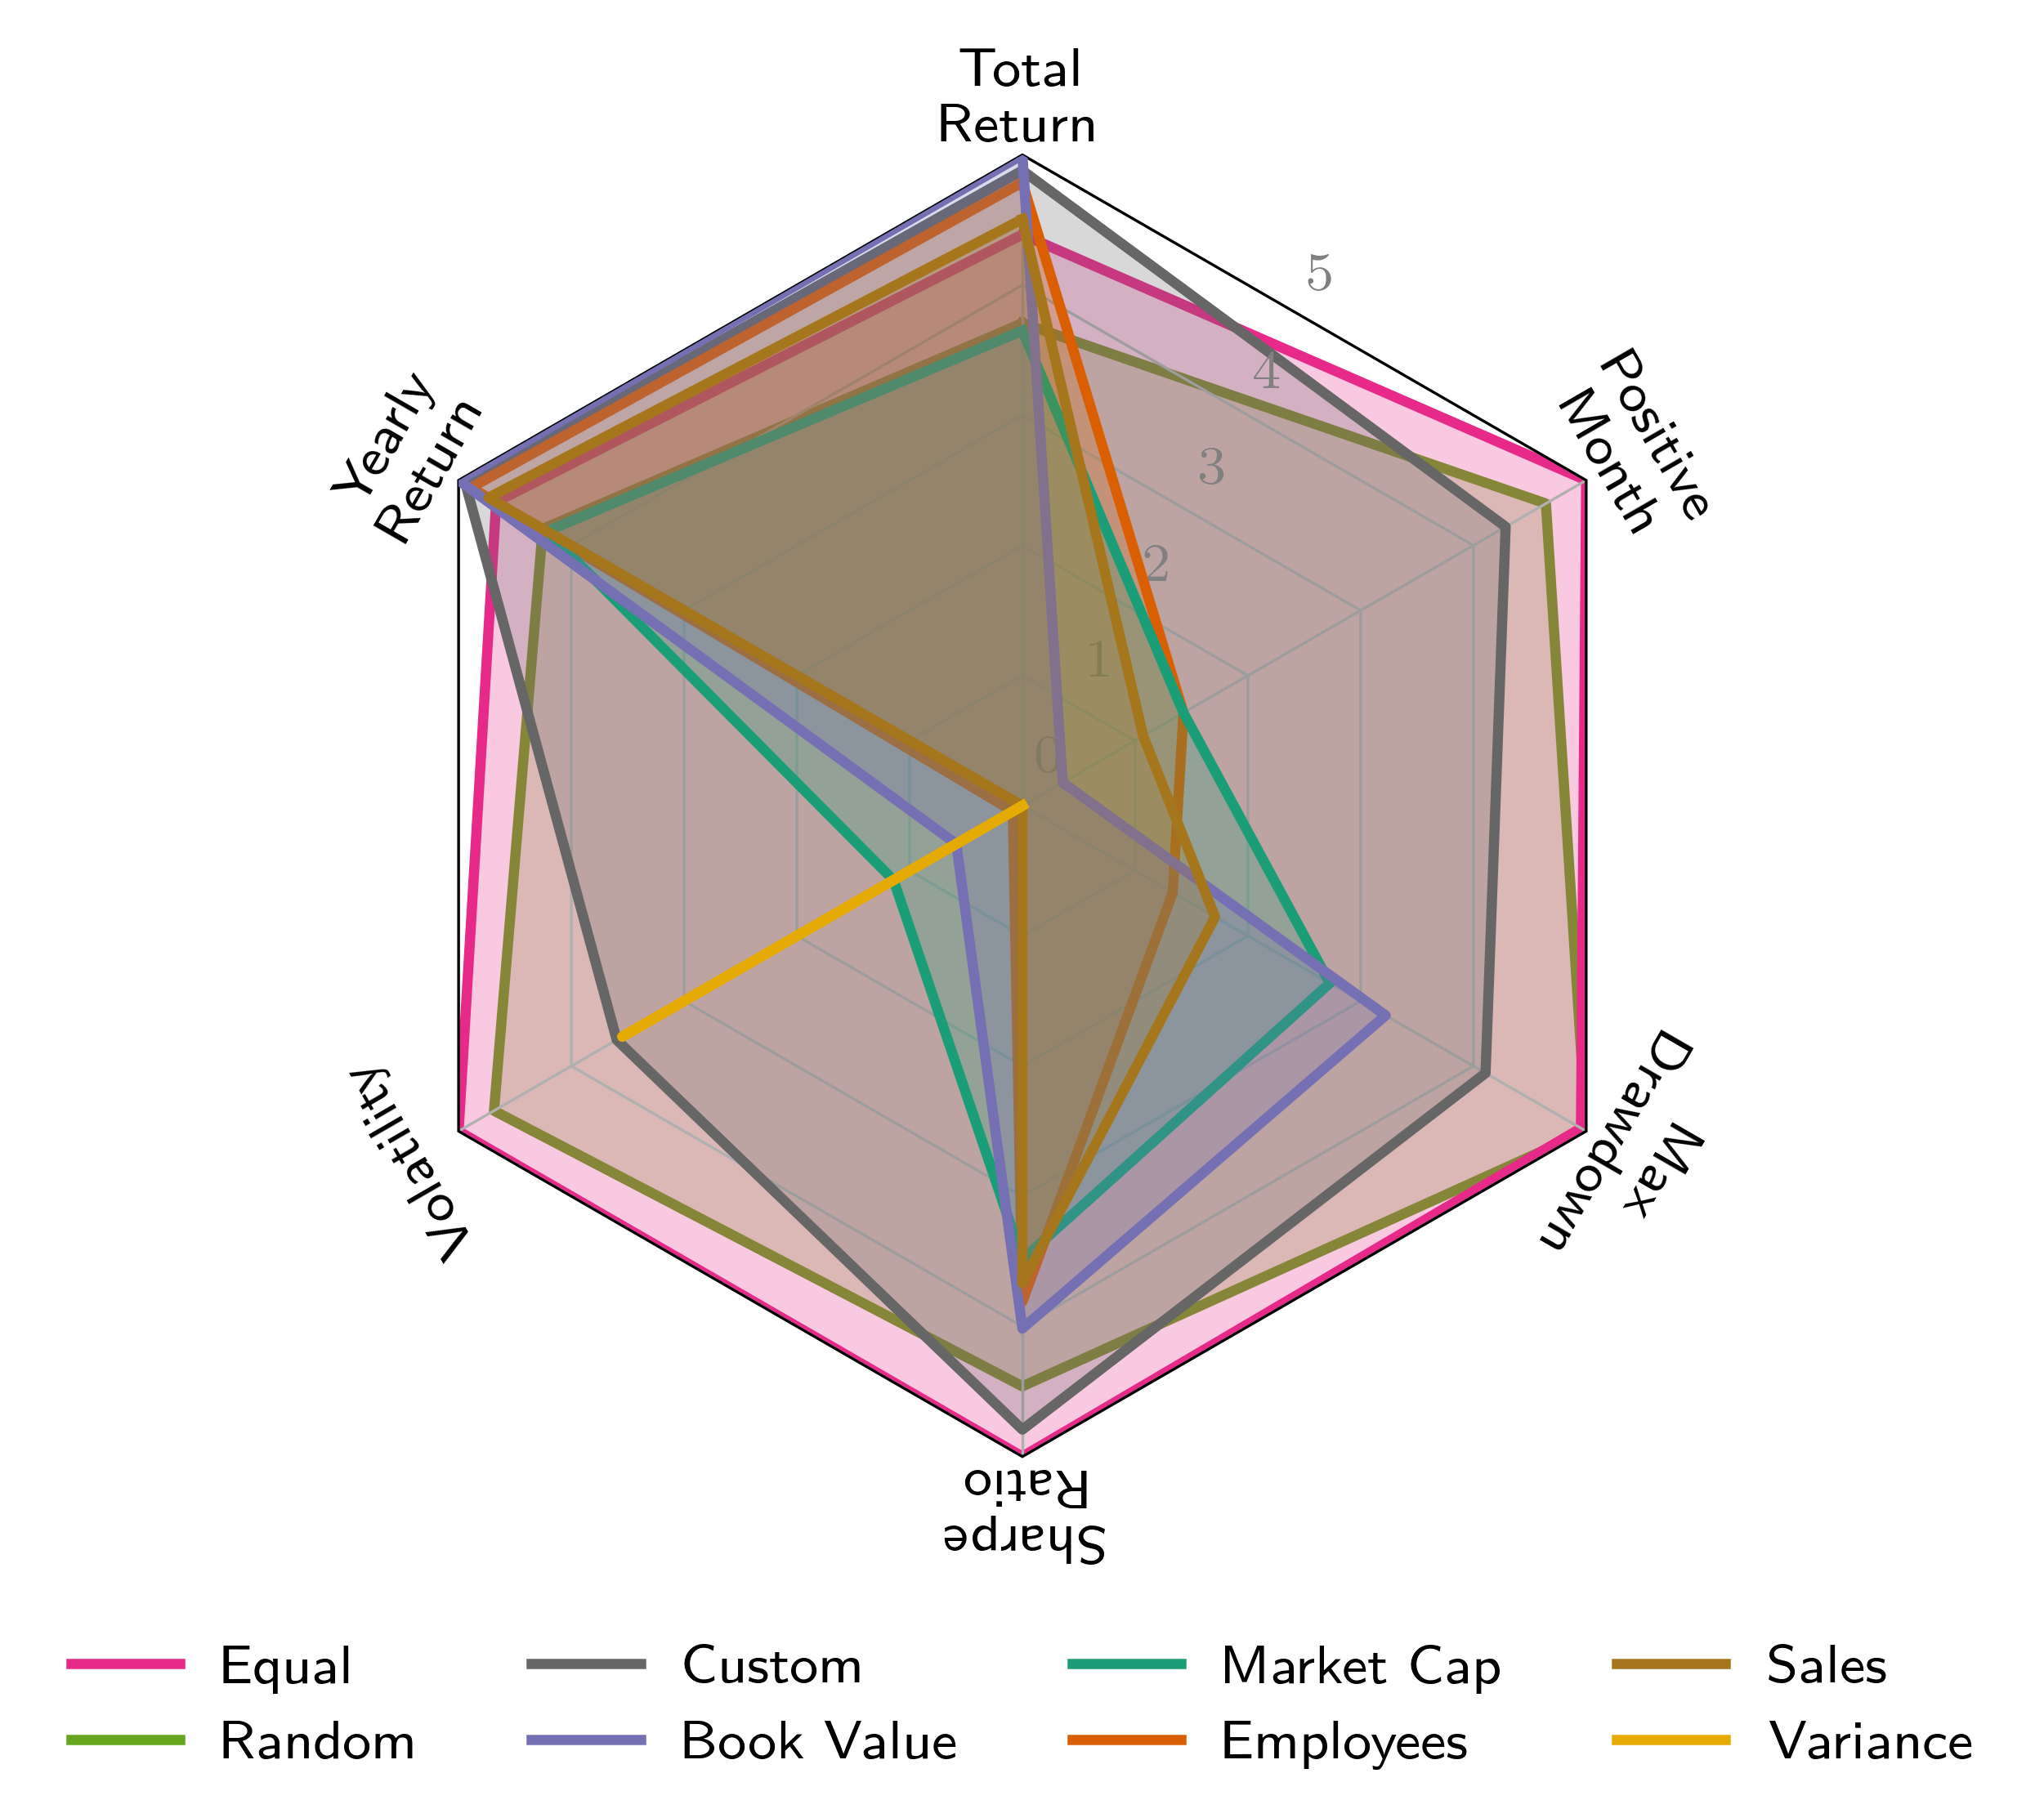 Total
Return
5
Positive
Month
4
Yearly
Return
3
2
1
0
Max
Drawdown
Volatility
Sharpe
Ratio
Equal
Custom
Market Cap
Sales
Random
Book Value
Employees
Variance